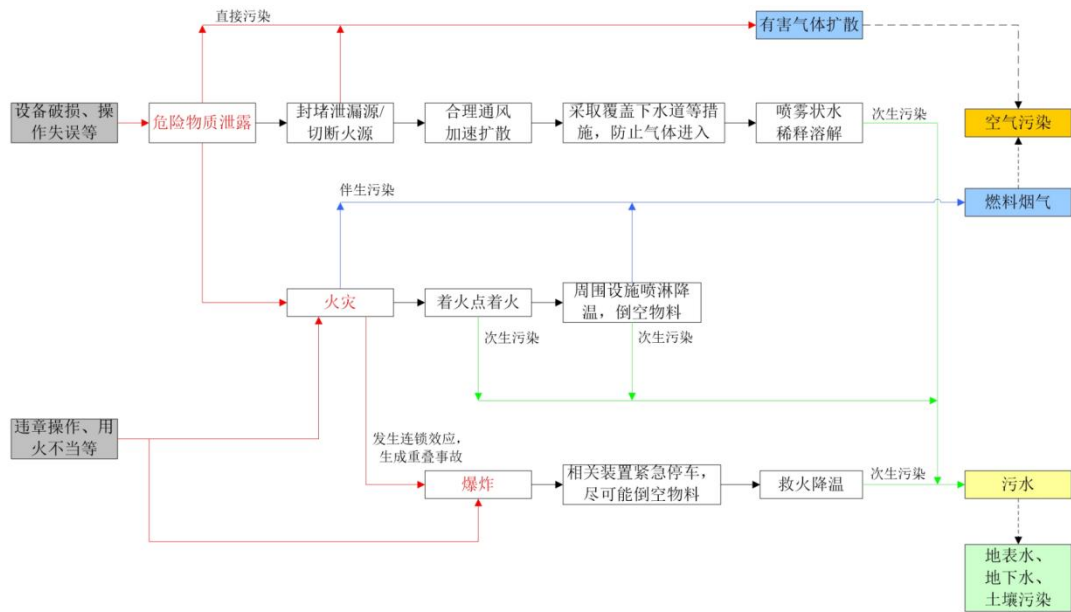 直接污染
有害气体扩散
设备破损、操
作失误等
危险物质泄露
封堵泄漏源/
切断火源
合理通风
加速扩散
采取覆盖下水道等措
施，防止气体进入
喷雾状水
稀释溶解
次生污染
空气污染
伴生污染
燃料烟气
火灾
着火点着火
周围设施喷淋降
温，倒空物料
次生污染
次生污染
违章操作、用
火不当等
发生连锁效应，
生成重叠事故
爆炸
相关装置紧急停车，
尽可能倒空物料
救火降温
次生污染
污水
地表水、
地下水、
土壤污染